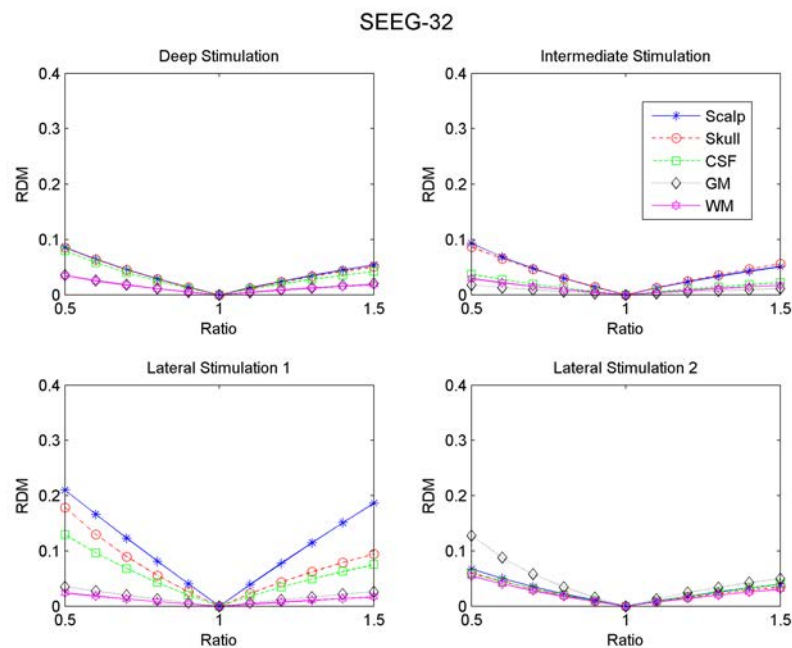 SEEG-32
Deep Stimulation
0.4
0.3
0.2
0.1
0
RDM
0.5
1
1.5
Ratio
Intermediate Stimulation
0.4
0.3
0.2
0.1
0
RDM
Scalp
Skull
CSF
GM
WM
0.5
1
1.5
Ratio
Lateral Stimulation 1
0.4
0.3
0.2
0.1
0
RDM
0.5
1
1.5
Ratio
Lateral Stimulation 2
0.4
0.3
0.2
0.1
0
RDM
0.5
1
1.5
Ratio